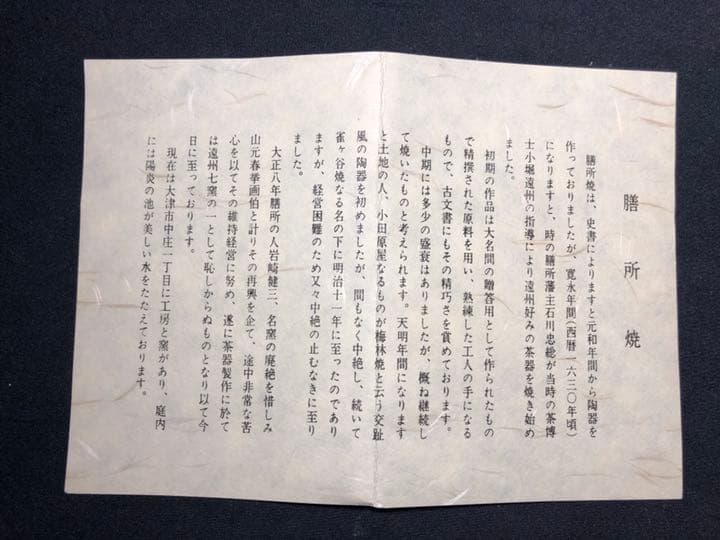 膳所焼
膳所焼は、史書によりますと元和年間から陶器を
作っておりましたが、寛永年間(西暦一六三〇年頃)
になりますと、時の膳所藩主石川忠総が当時の茶博
士小堀遠州の指導により遠州好みの茶器を焼き始め
ました。
初期の作品は大名間の贈答用として作られたもの
で精撰された原料を用い、熟練した工人の手になる
もので、古文書にもその精巧さを賞めております。
中期には多少の盛衰はありましたが、概ね継続し
て焼いたものと考えられます。天明年間になります
と土地の人、小田原屋なるものが梅林焼と云う交趾
風の陶器を初めましたが、間もなく中絶し、続いて
雀ヶ谷焼なる名の下に明治十一年に至ったのであり
ますが、経営困難のため又々中絶の止むなきに至り
ました。
大正八年膳所の人岩崎健三、名窯の廃絶を惜しみ
山元春挙画伯と計りその再興を企て、途中非常な苦
心を以てその維持経営に努め、遂に茶器製作に於て
は遠州七窯の一として恥しからぬものとなり以て今
日に至っております。
現在は大津市中庄一丁目に工房と窯があり、庭内
には陽炎の池が美しい水をたたえております。